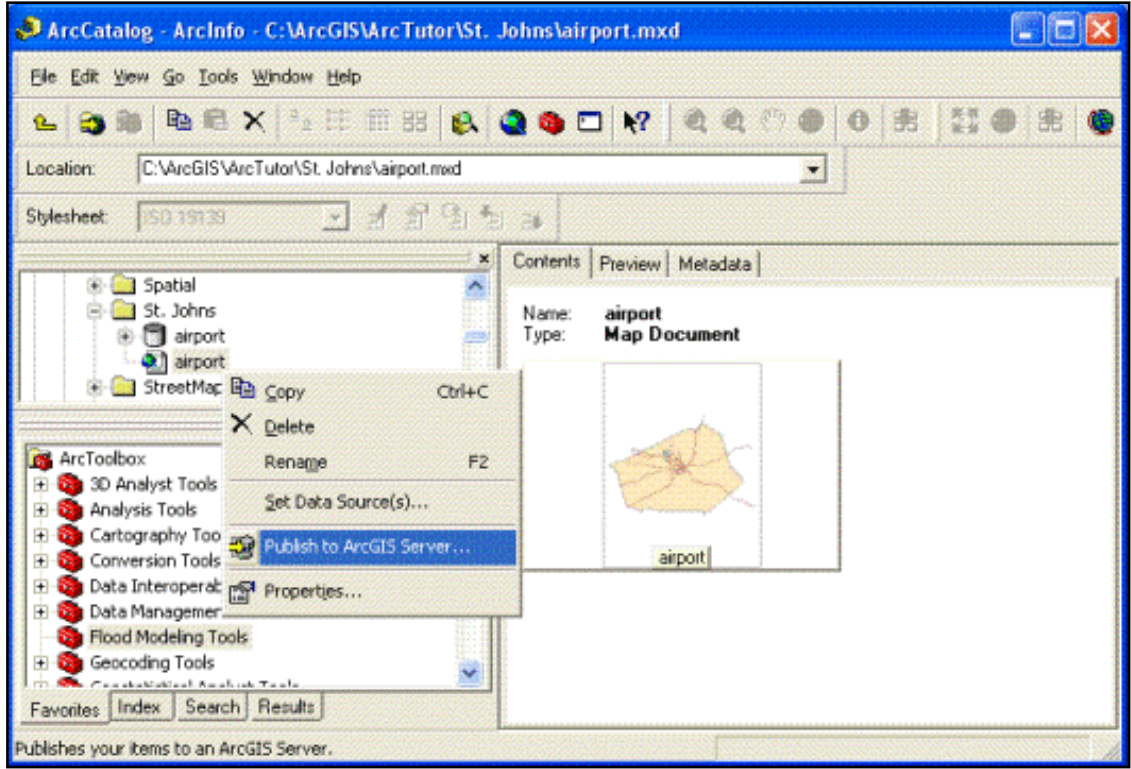 ArcCatalog - ArcInfo - C:\ArcGIS\ArcTutor\St. Johns\airport.mxd
File Edit View Go Tools Window Help
Location: C:\ArcGIS\ArcTutor\St. Johns\airport.mxd
Stylesheet: ISO 19139
Contents Preview Metadata
Spatial
St. Johns
airport
airport
StreetMap
Name: airport
Type: Map Document
airport
Copy Ctrl+C
Delete
Rename F2
Set Data Source(s)...
Publish to ArcGIS Server...
Properties...
ArcToolbox
3D Analyst Tools
Analysis Tools
Cartography Too
Conversion Tools
Data Interoperab
Data Managemen
Flood Modeling Tools
Geocoding Tools
Favorites Index Search Results
Publishes your items to an ArcGIS Server.